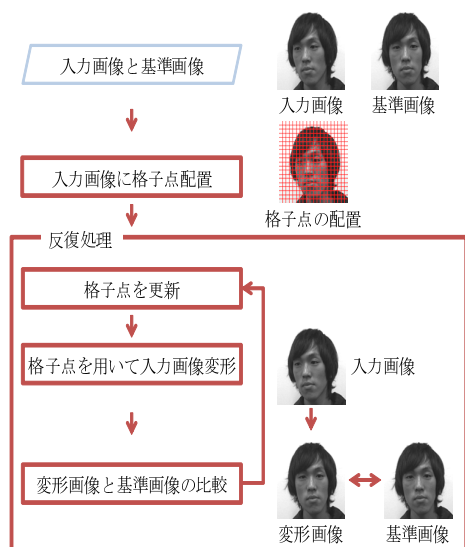 入力画像と基準画像
入力画像
基準画像
入力画像に格子点配置
格子点の配置
反復処理
格子点を更新
格子点を用いて入力画像変形
入力画像
変形画像と基準画像の比較
変形画像
基準画像